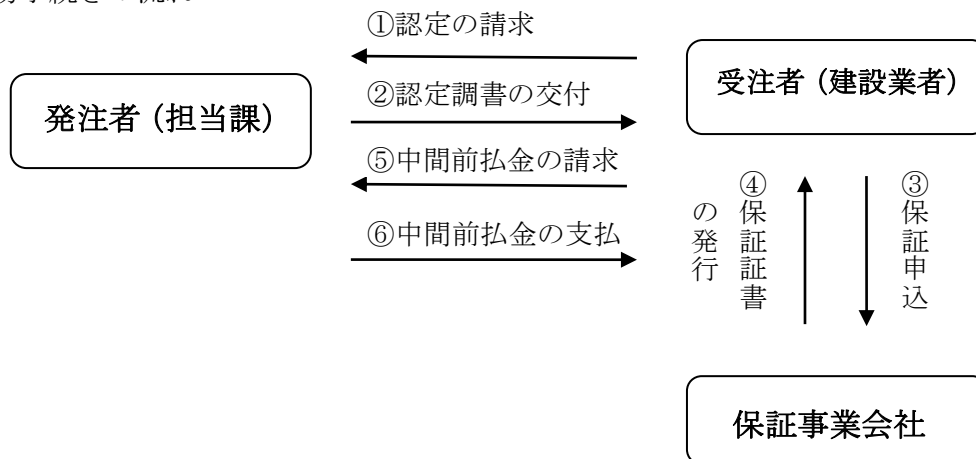 ①認定の請求
受注者（建設業者）
発注者（担当課）
②認定調書の交付
⑤中間前払金の請求
⑥中間前払金の支払
④保証証書
の発行
③保証申込
保証事業会社